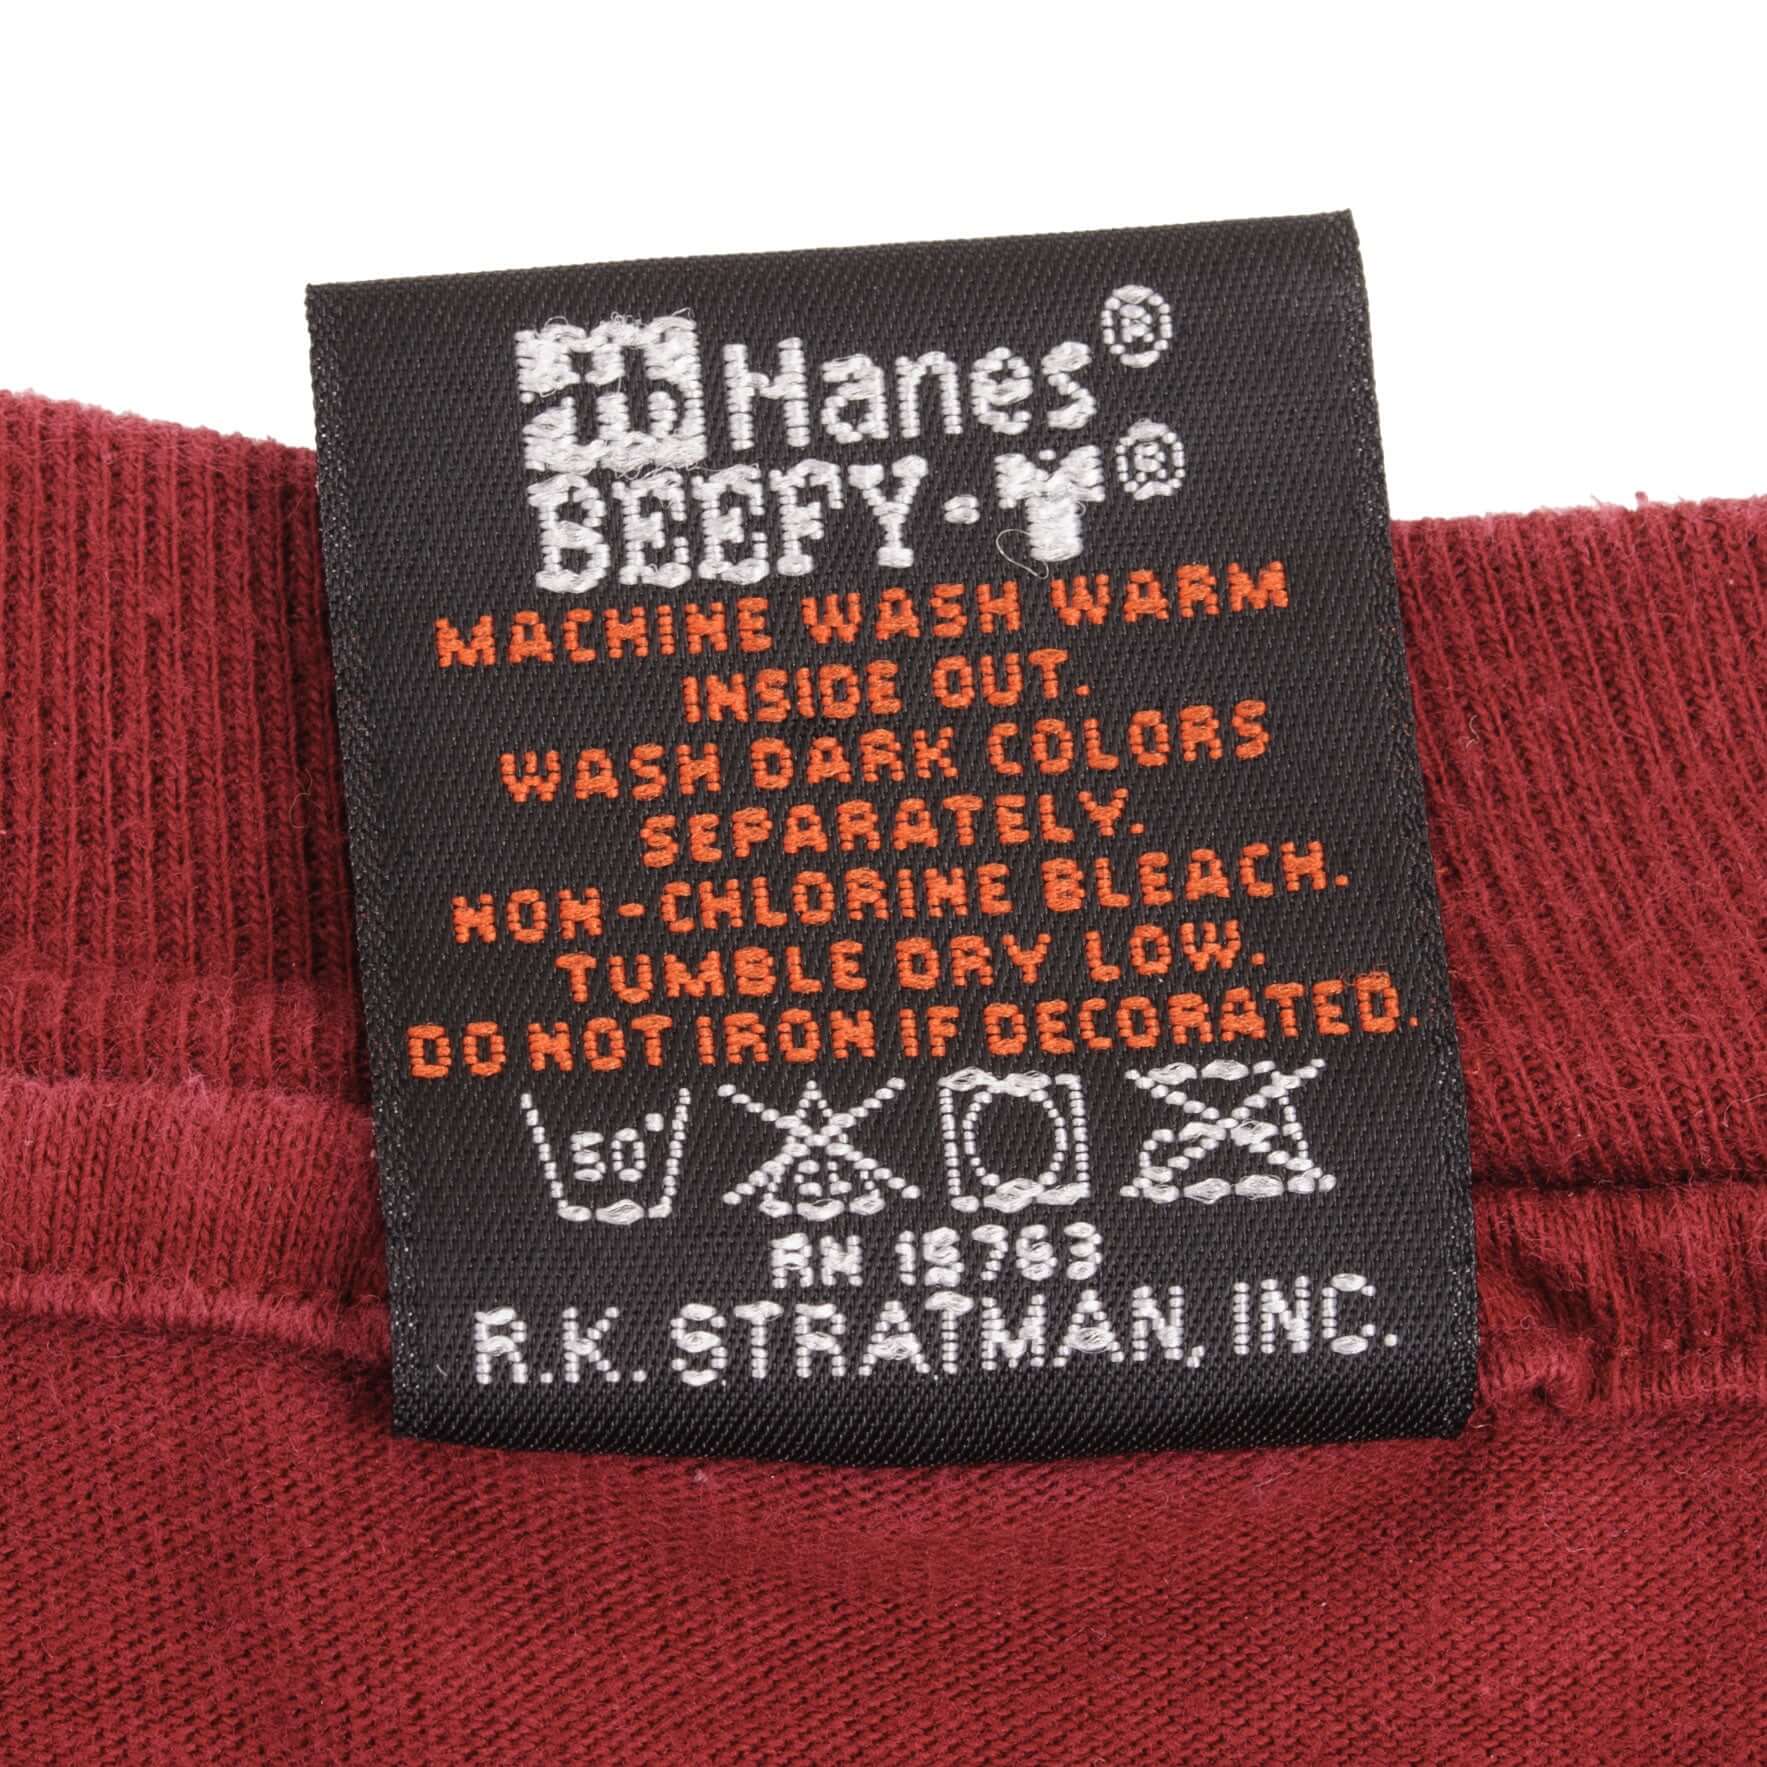 Hanes®
BEEFY-T®
MACHINE WASH WARM
INSIDE OUT.
WASH DARK COLORS
SEPARATELY.
NON-CHLORINE BLEACH.
TUMBLE DRY LOW.
DO NOT IRON IF DECORATED.
50° CL
RN 15763
R.K. STRATMAN, INC.